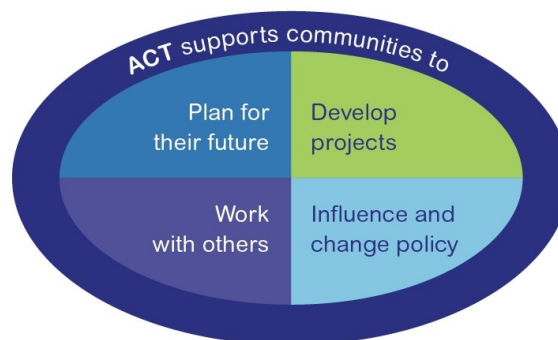 ACT supports communities to
Plan for
their future
Develop
projects
Work
with others
Influence and
change policy